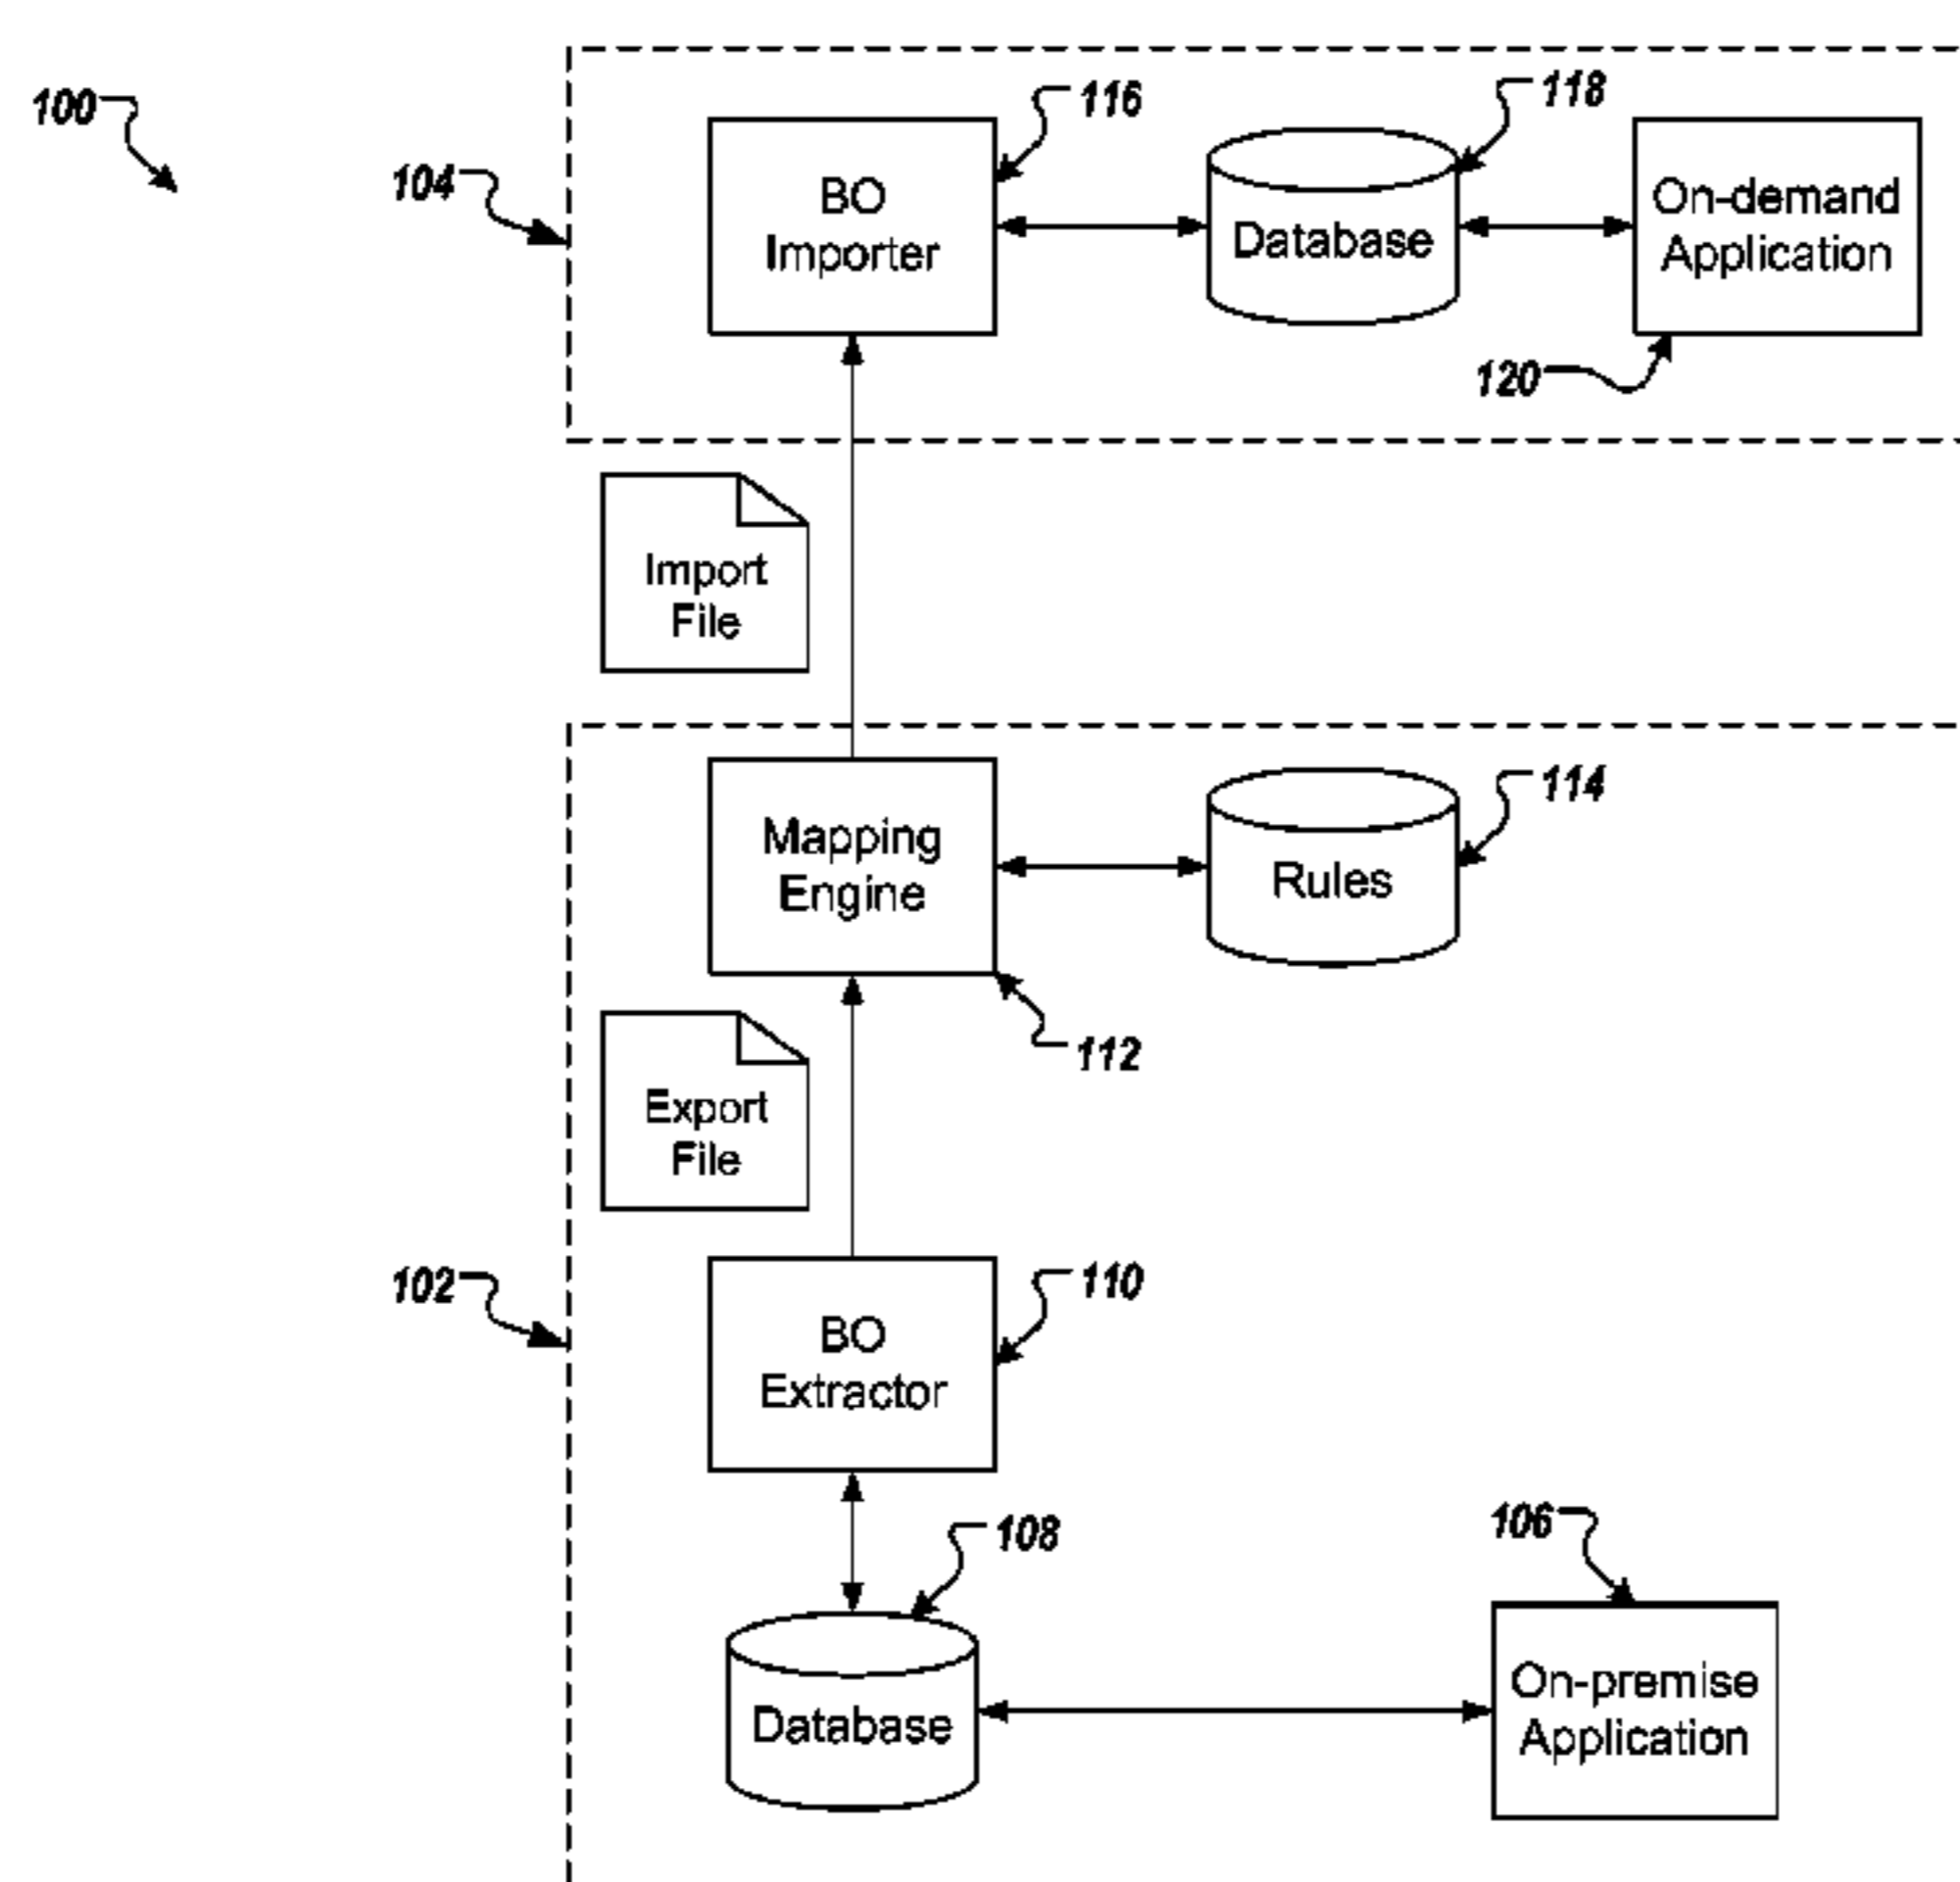 100
104
116
118
BO
Importer
Database
On-demand
Application
120
Import
File
Mapping
Engine
Rules
114
112
Export
File
102
BO
Extractor
110
108
106
Database
On-premise
Application